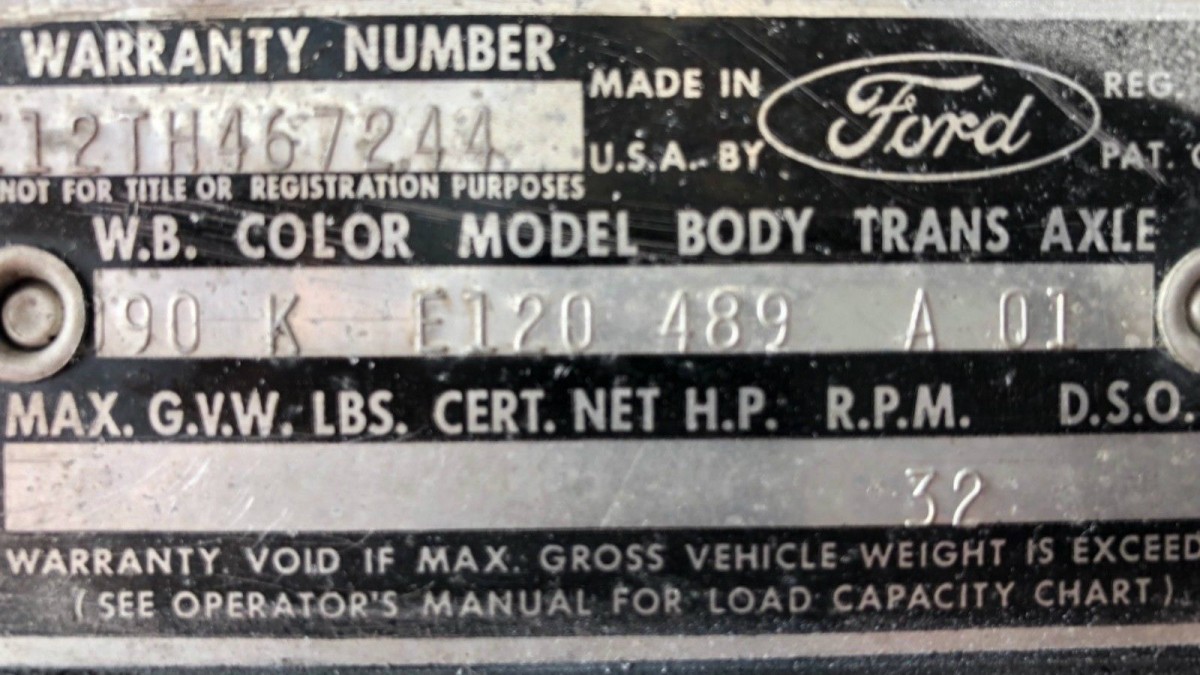 WARRANTY NUMBER
12TH467244
MADE IN
U.S.A. BY
Ford
REG.
PAT.
NOT FOR TITLE OR REGISTRATION PURPOSES
W.B. COLOR MODEL BODY TRANS AXLE
90 K E120 489 A 01
MAX. G.V.W. LBS. CERT. NET H.P. R.P.M. D.S.O.
32
WARRANTY VOID IF MAX. GROSS VEHICLE WEIGHT IS EXCEED
(SEE OPERATOR'S MANUAL FOR LOAD CAPACITY CHART)